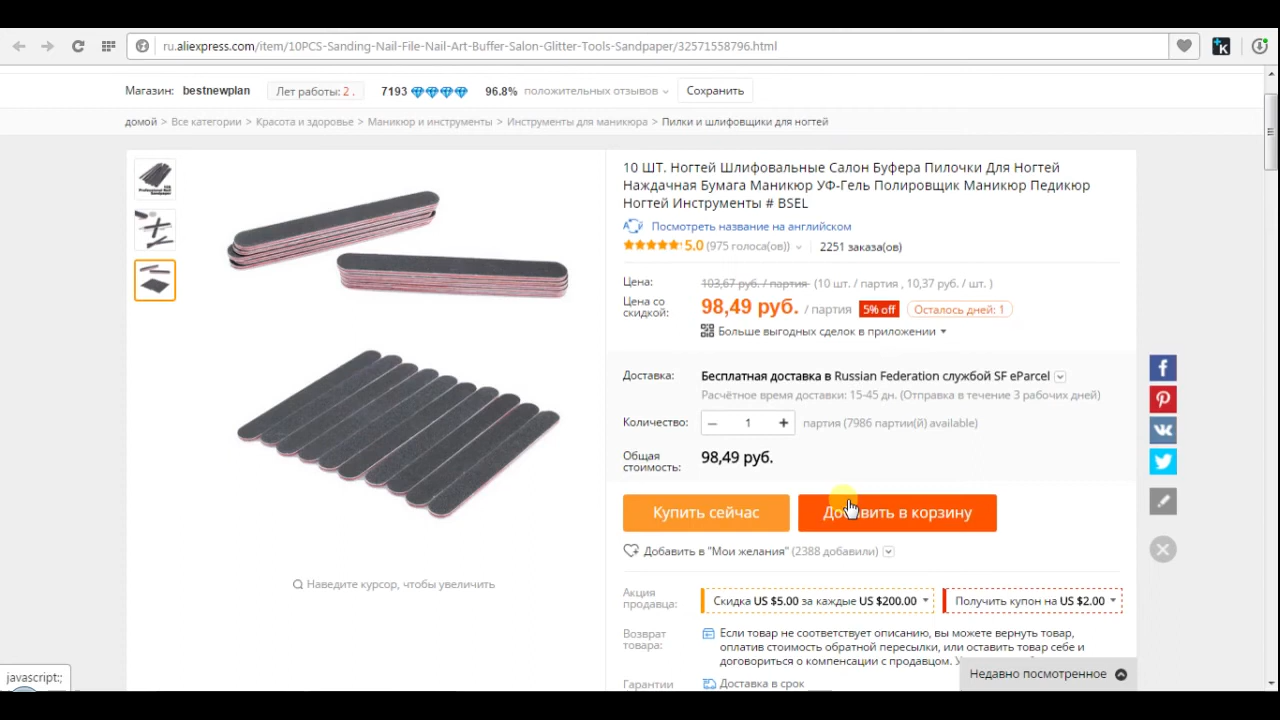 ru.aliexpress.com/item/10PCS-Sanding-Nail-File-Nail-Art-Buffer-Salon-Glitter-Tools-Sandpaper/32571558796.html
Магазин: bestnewplan Лет работы: 2 . 7193 96.8% положительных отзывов Сохранить
домой > Все категории > Красота и здоровье > Маникюр и инструменты > Инструменты для маникюра > Пилки и шлифовщики для ногтей
10 ШТ. Ногтей Шлифовальные Салон Буфера Пилочки Для Ногтей
Наждачная Бумага Маникюр УФ-Гель Полировщик Маникюр Педикюр
Ногтей Инструменты # BSEL
Посмотреть название на английском
5.0 (975 голоса(ов)) 2251 заказа(ов)
Цена: 103,67 руб. / партия (10 шт. / партия , 10,37 руб. / шт. )
Цена со скидкой: 98,49 руб. / партия 5% off Осталось дней: 1
Больше выгодных сделок в приложении
Доставка: Бесплатная доставка в Russian Federation службой SF eParcel
Расчётное время доставки: 15-45 дн. (Отправка в течение 3 рабочих дней)
Количество: – 1 + партия (7986 партии(й) available)
Общая стоимость: 98,49 руб.
Купить сейчас Добавить в корзину
Добавить в "Мои желания" (2388 добавили)
Наведите курсор, чтобы увеличить
Акция продавца: Скидка US $5.00 за каждые US $200.00 Получить купон на US $2.00
Возврат товара: Если товар не соответствует описанию, вы можете вернуть товар,
оплатив стоимость обратной пересылки, или оставить товар себе и
договориться о компенсации с продавцом.
Недавно просмотренное
Гарантии Доставка в срок
javascript:;